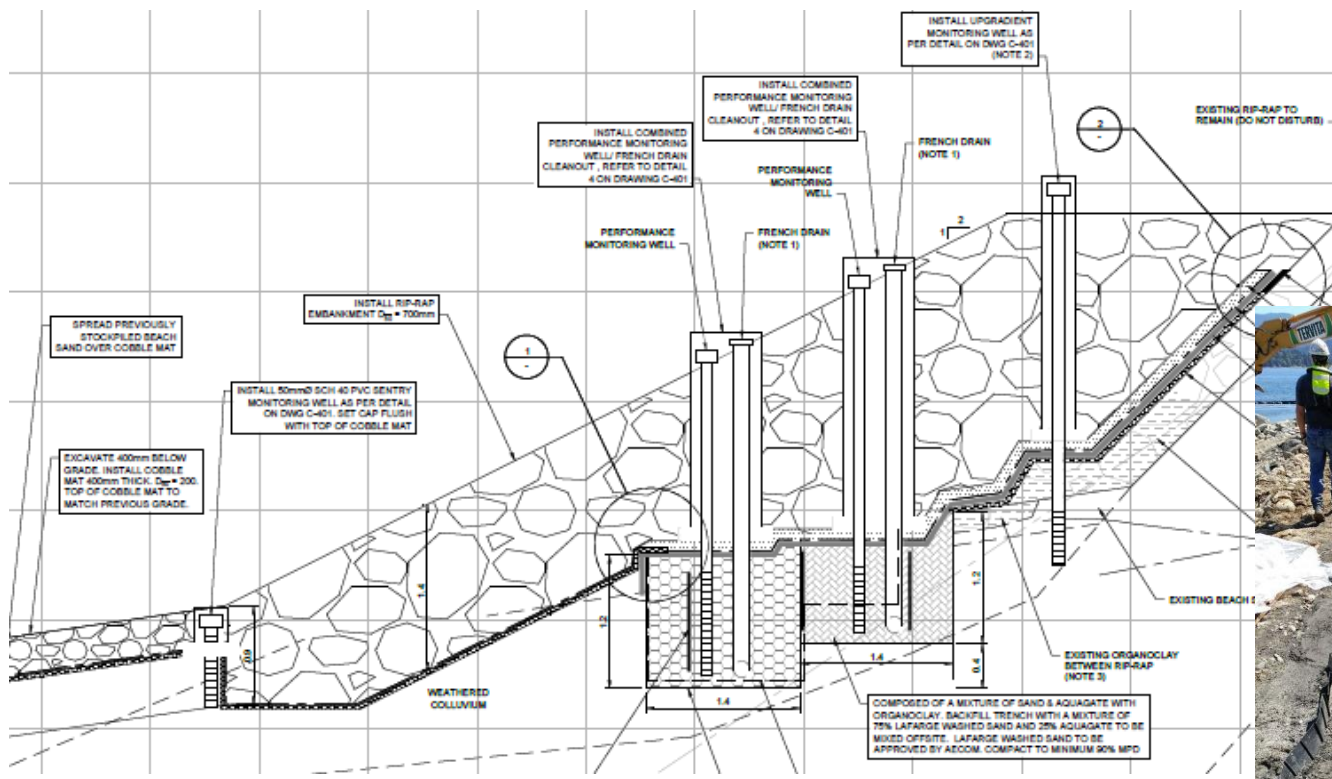 INSTALL UPGRADIENT
MONITORING WELL AS
PER DETAIL ON DWG C-401
(NOTE 2)
INSTALL COMBINED
PERFORMANCE MONITORING
WELL/ FRENCH DRAIN
CLEANOUT , REFER TO DETAIL
4 ON DRAWING C-401
EXISTING RIP-RAP TO
REMAIN (DO NOT DISTURB)
2
-
INSTALL COMBINED
PERFORMANCE MONITORING
WELL/ FRENCH DRAIN
CLEANOUT , REFER TO DETAIL
4 ON DRAWING C-401
FRENCH DRAIN
(NOTE 1)
PERFORMANCE
MONITORING
WELL
2
1
PERFORMANCE
MONITORING WELL
FRENCH DRAIN
(NOTE 1)
INSTALL RIP-RAP
EMBANKMENT D50 = 700mm
SPREAD PREVIOUSLY
STOCKPILED BEACH
SAND OVER COBBLE MAT
TERVITA
1
-
INSTALL 50mmØ SCH 40 PVC SENTRY
MONITORING WELL AS PER DETAIL
ON DWG C-401. SET CAP FLUSH
WITH TOP OF COBBLE MAT
EXCAVATE 400mm BELOW
GRADE. INSTALL COBBLE
MAT 400mm THICK. D50 = 200.
TOP OF COBBLE MAT TO
MATCH PREVIOUS GRADE.
1.4
1.2
1.2
EXISTING BEACH S
0.9
EXISTING ORGANOCLAY
BETWEEN RIP-RAP
(NOTE 3)
1.4
0.4
WEATHERED
COLLUVIUM
1.4
COMPOSED OF A MIXTURE OF SAND & AQUAGATE WITH
ORGANOCLAY. BACKFILL TRENCH WITH A MIXTURE OF
75% LAFARGE WASHED SAND AND 25% AQUAGATE TO BE
MIXED OFFSITE. LAFARGE WASHED SAND TO BE
APPROVED BY AECOM. COMPACT TO MINIMUM 90% MPD